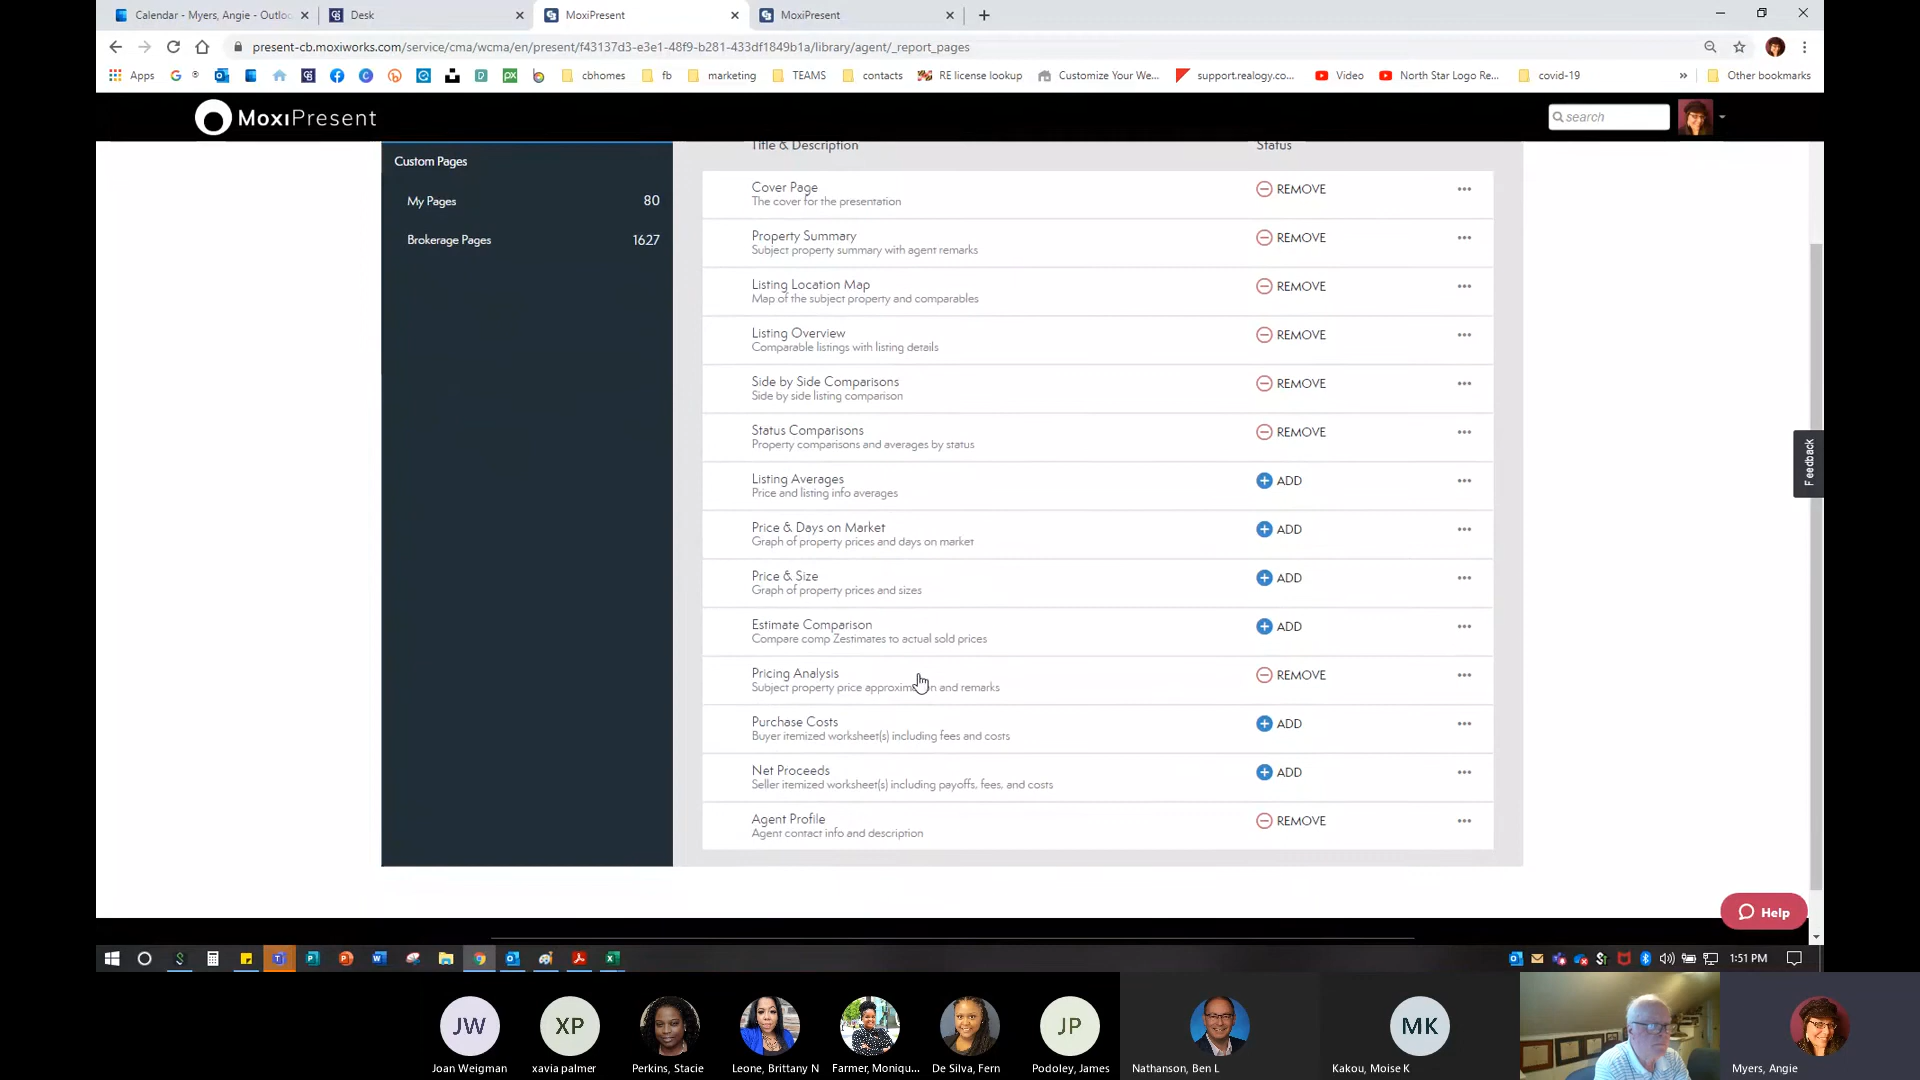 Calendar - Myers, Angie - Outloo
Desk
MoxiPresent
MoxiPresent
present-cb.moxiworks.com/service/cma/wcma/en/present/f43137d3-e3e1-48f9-b281-433df1849b1a/library/agent/_report_pages
Apps
cbhomes
fb
marketing
TEAMS
contacts
RE license lookup
Customize Your We...
support.realogy.co...
Video
North Star Logo Re...
covid-19
»
Other bookmarks
MoxiPresent
search
Custom Pages
My Pages 80
Brokerage Pages 1627
Title & Description Status
Cover Page
The cover for the presentation
REMOVE
Property Summary
Subject property summary with agent remarks
REMOVE
Listing Location Map
Map of the subject property and comparables
REMOVE
Listing Overview
Comparable listings with listing details
REMOVE
Side by Side Comparisons
Side by side listing comparison
REMOVE
Status Comparisons
Property comparisons and averages by status
REMOVE
Listing Averages
Price and listing info averages
ADD
Price & Days on Market
Graph of property prices and days on market
ADD
Price & Size
Graph of property prices and sizes
ADD
Estimate Comparison
Compare comp Zestimates to actual sold prices
ADD
Pricing Analysis
Subject property price and remarks
REMOVE
Purchase Costs
Buyer itemized worksheet(s) including fees and costs
ADD
Net Proceeds
Seller itemized worksheet(s) including payoffs, fees, and costs
ADD
Agent Profile
Agent contact info and description
REMOVE
Feedback
Help
1:51 PM
JW
XP
JP
MK
Joan Weigman
xavia palmer
Perkins, Stacie
Leone, Brittany N
Farmer, Moniqu...
De Silva, Fern
Podoley, James
Nathanson, Ben L
Kakou, Moise K
Myers, Angie